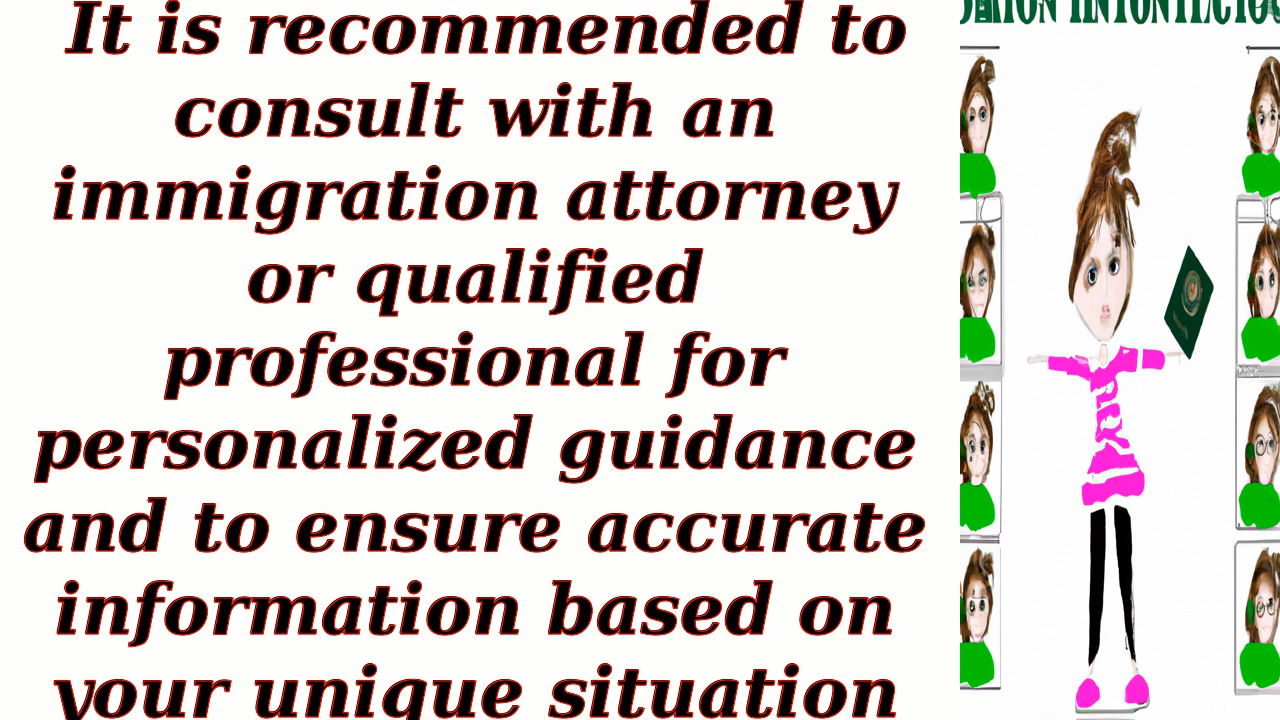 It is recommended to
consult with an
immigration attorney
or qualified
professional for
personalized guidance
and to ensure accurate
information based on
your unique situation